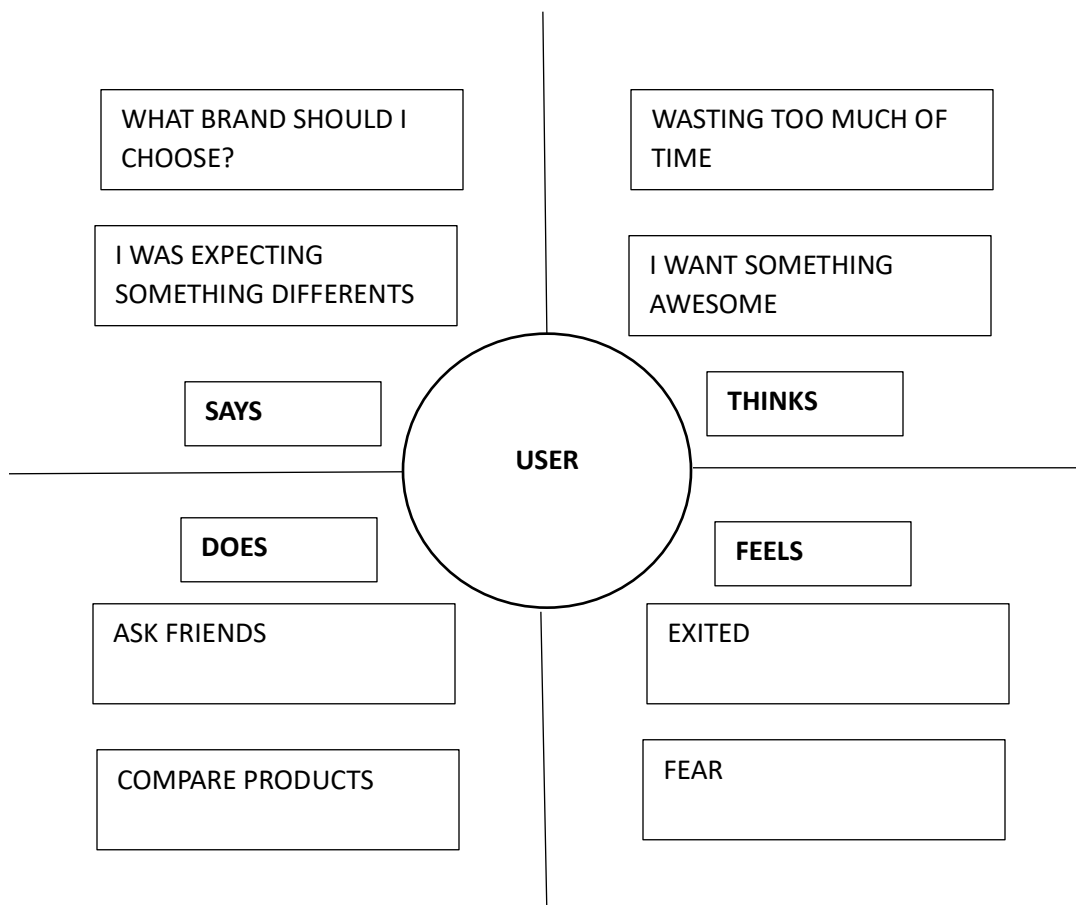 WHAT BRAND SHOULD I
CHOOSE?
I WAS EXPECTING
SOMETHING DIFFERENTS
SAYS
WASTING TOO MUCH OF
TIME
I WANT SOMETHING
AWESOME
THINKS
USER
DOES
ASK FRIENDS
COMPARE PRODUCTS
FEELS
EXITED
FEAR